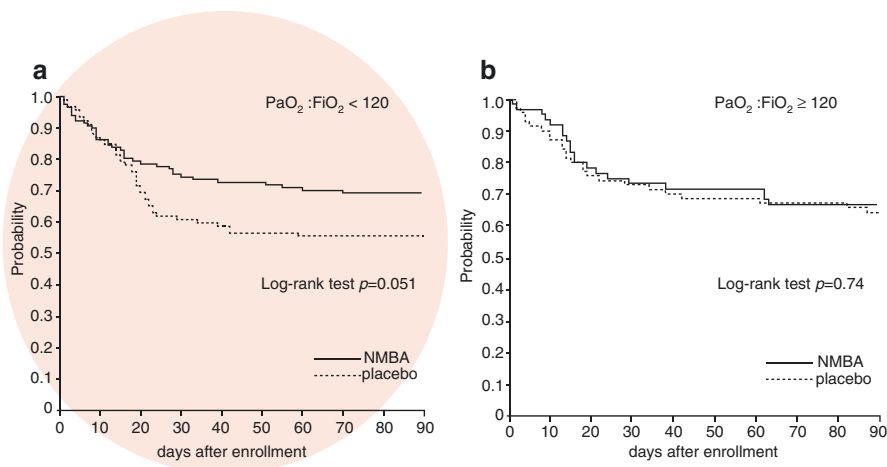 a
PaO2 :FiO2 < 120
1.0
0.9
0.8
0.7
0.6
0.5
0.4
0.3
0.2
0.1
0
Probability
Log-rank test p=0.051
NMBA
placebo
0 10 20 30 40 50 60 70 80 90
days after enrollment
b
PaO2 :FiO2 ≥ 120
1.0
0.9
0.8
0.7
0.6
0.5
0.4
0.3
0.2
0.1
0
Probability
Log-rank test p=0.74
NMBA
placebo
0 10 20 30 40 50 60 70 80 90
days after enrollment